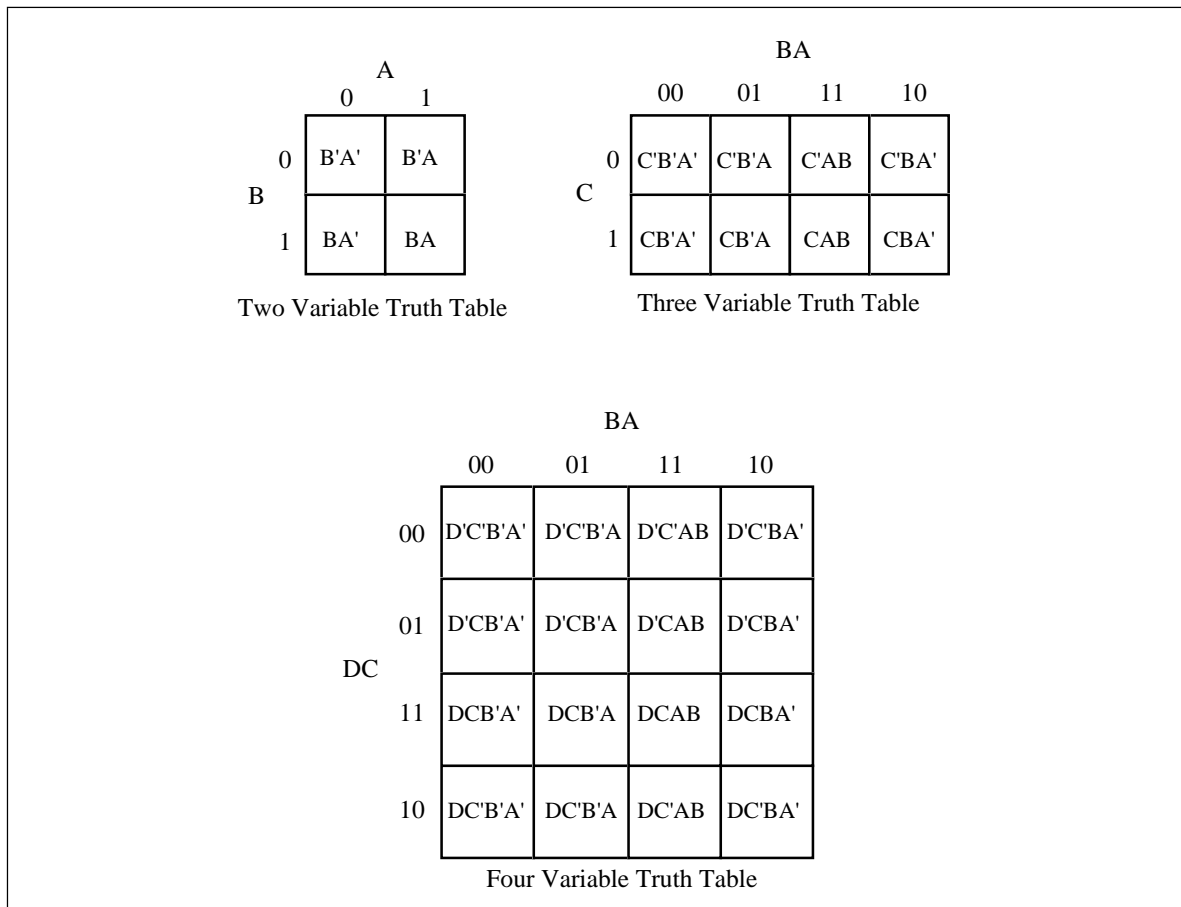 A
0 1
0 B'A' B'A
B
1 BA' BA
Two Variable Truth Table
BA
00 01 11 10
0 C'B'A' C'B'A C'AB C'BA'
C
1 CB'A' CB'A CAB CBA'
Three Variable Truth Table
BA
00 01 11 10
00 D'C'B'A' D'C'B'A D'C'AB D'C'BA'
01 D'CB'A' D'CB'A D'CAB D'CBA'
DC
11 DCB'A' DCB'A DCAB DCBA'
10 DC'B'A' DC'B'A DC'AB DC'BA'
Four Variable Truth Table